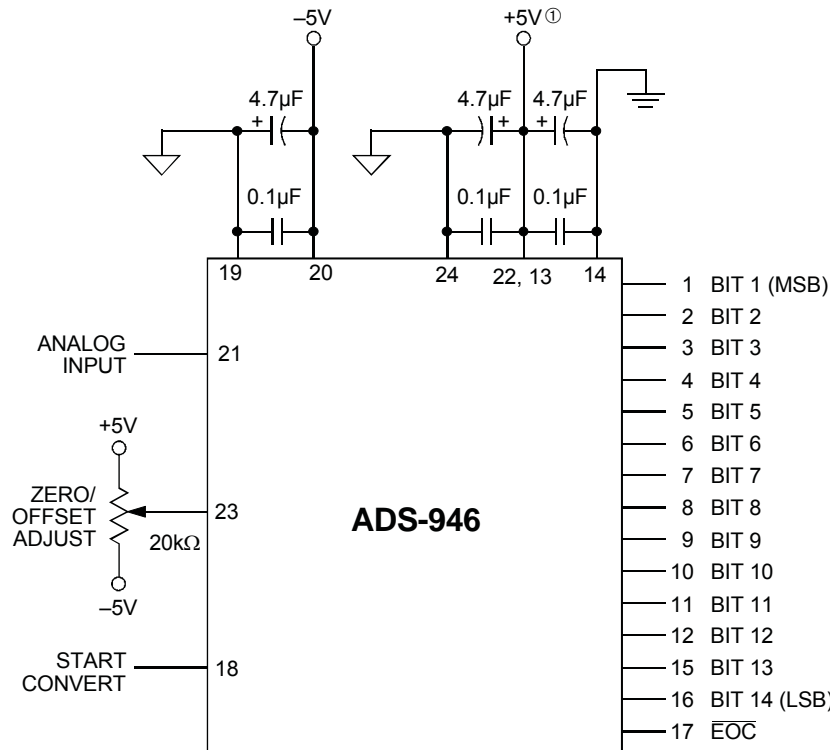 –5V
+5V ①
4.7µF
4.7µF 4.7µF
+
+ +
0.1µF
0.1µF 0.1µF
19 20 24 22, 13 14
ANALOG
INPUT
21
+5V
ZERO/
OFFSET
ADJUST
20kΩ
–5V
23
START
CONVERT
18
ADS-946
1 BIT 1 (MSB)
2 BIT 2
3 BIT 3
4 BIT 4
5 BIT 5
6 BIT 6
7 BIT 7
8 BIT 8
9 BIT 9
10 BIT 10
11 BIT 11
12 BIT 12
15 BIT 13
16 BIT 14 (LSB)
17 E̅O̅C̅